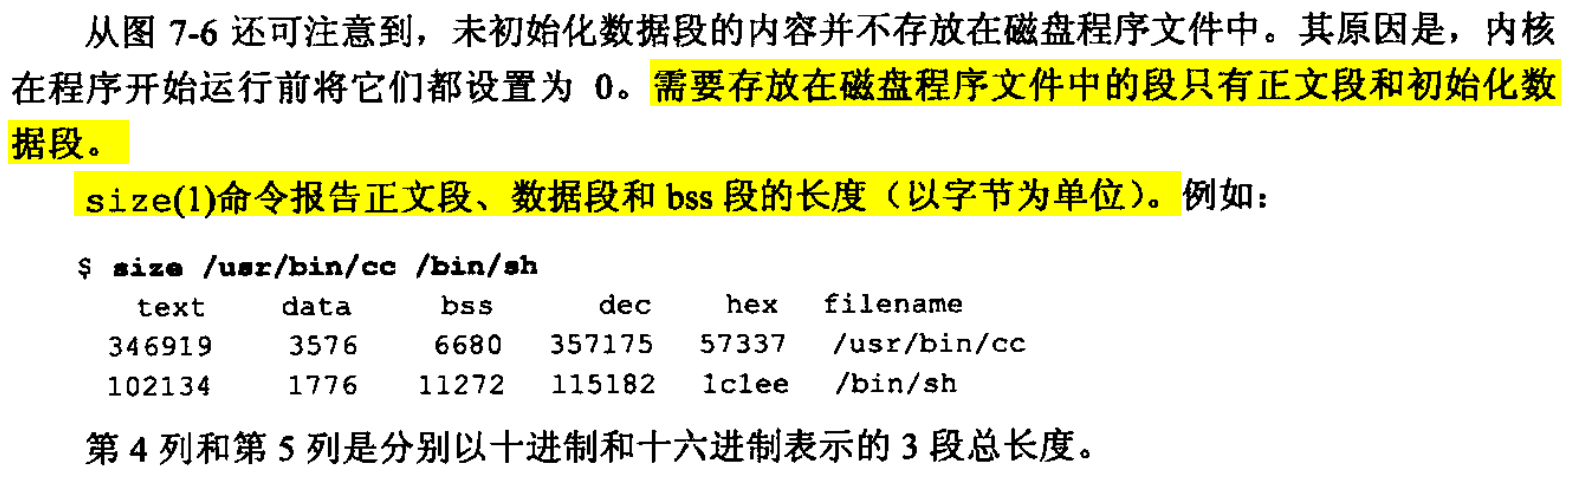 从图 7-6 还可注意到，未初始化数据段的内容并不存放在磁盘程序文件中。其原因是，内核
在程序开始运行前将它们都设置为 0。需要存放在磁盘程序文件中的段只有正文段和初始化数
据段。
size(1)命令报告正文段、数据段和 bss 段的长度（以字节为单位）。例如：
$ size /usr/bin/cc /bin/sh
text data bss dec hex filename
346919 3576 6680 357175 57337 /usr/bin/cc
102134 1776 11272 115182 1c1ee /bin/sh
第 4 列和第 5 列是分别以十进制和十六进制表示的 3 段总长度。